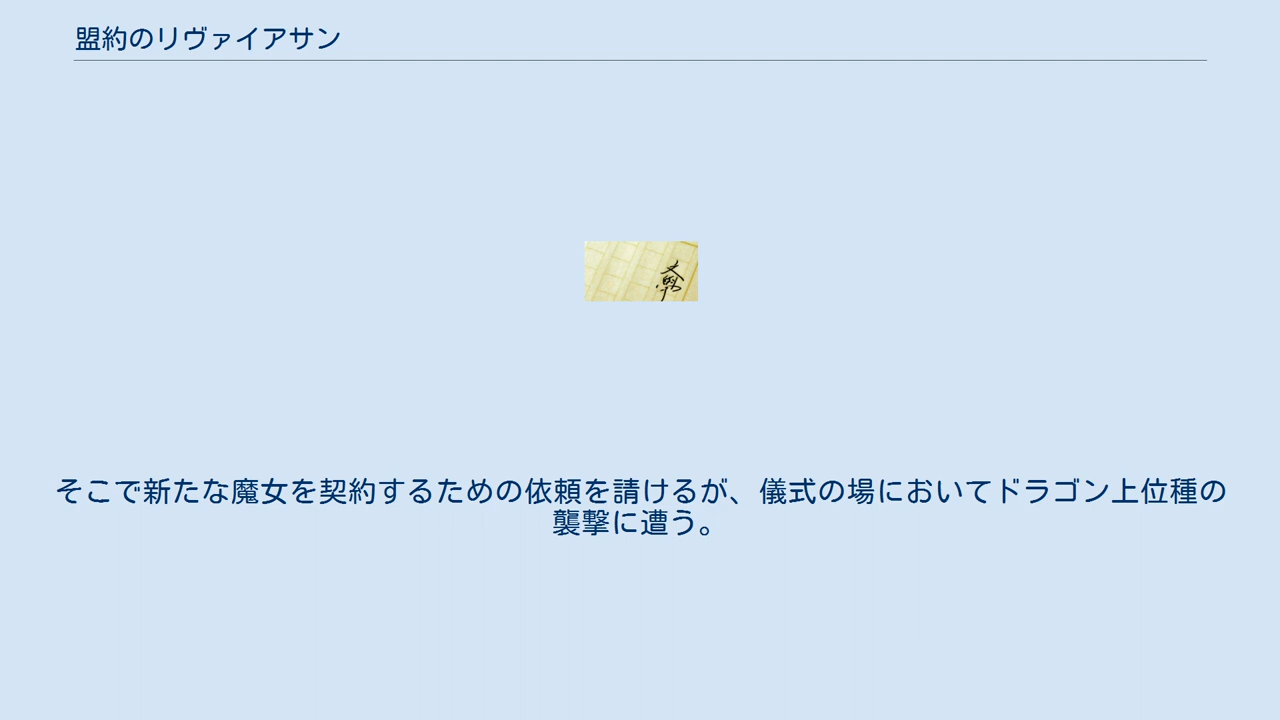 盟約のリヴァイアサン
そこで新たな魔女を契約するための依頼を請けるが、儀式の場においてドラゴン上位種の
襲撃に遭う。